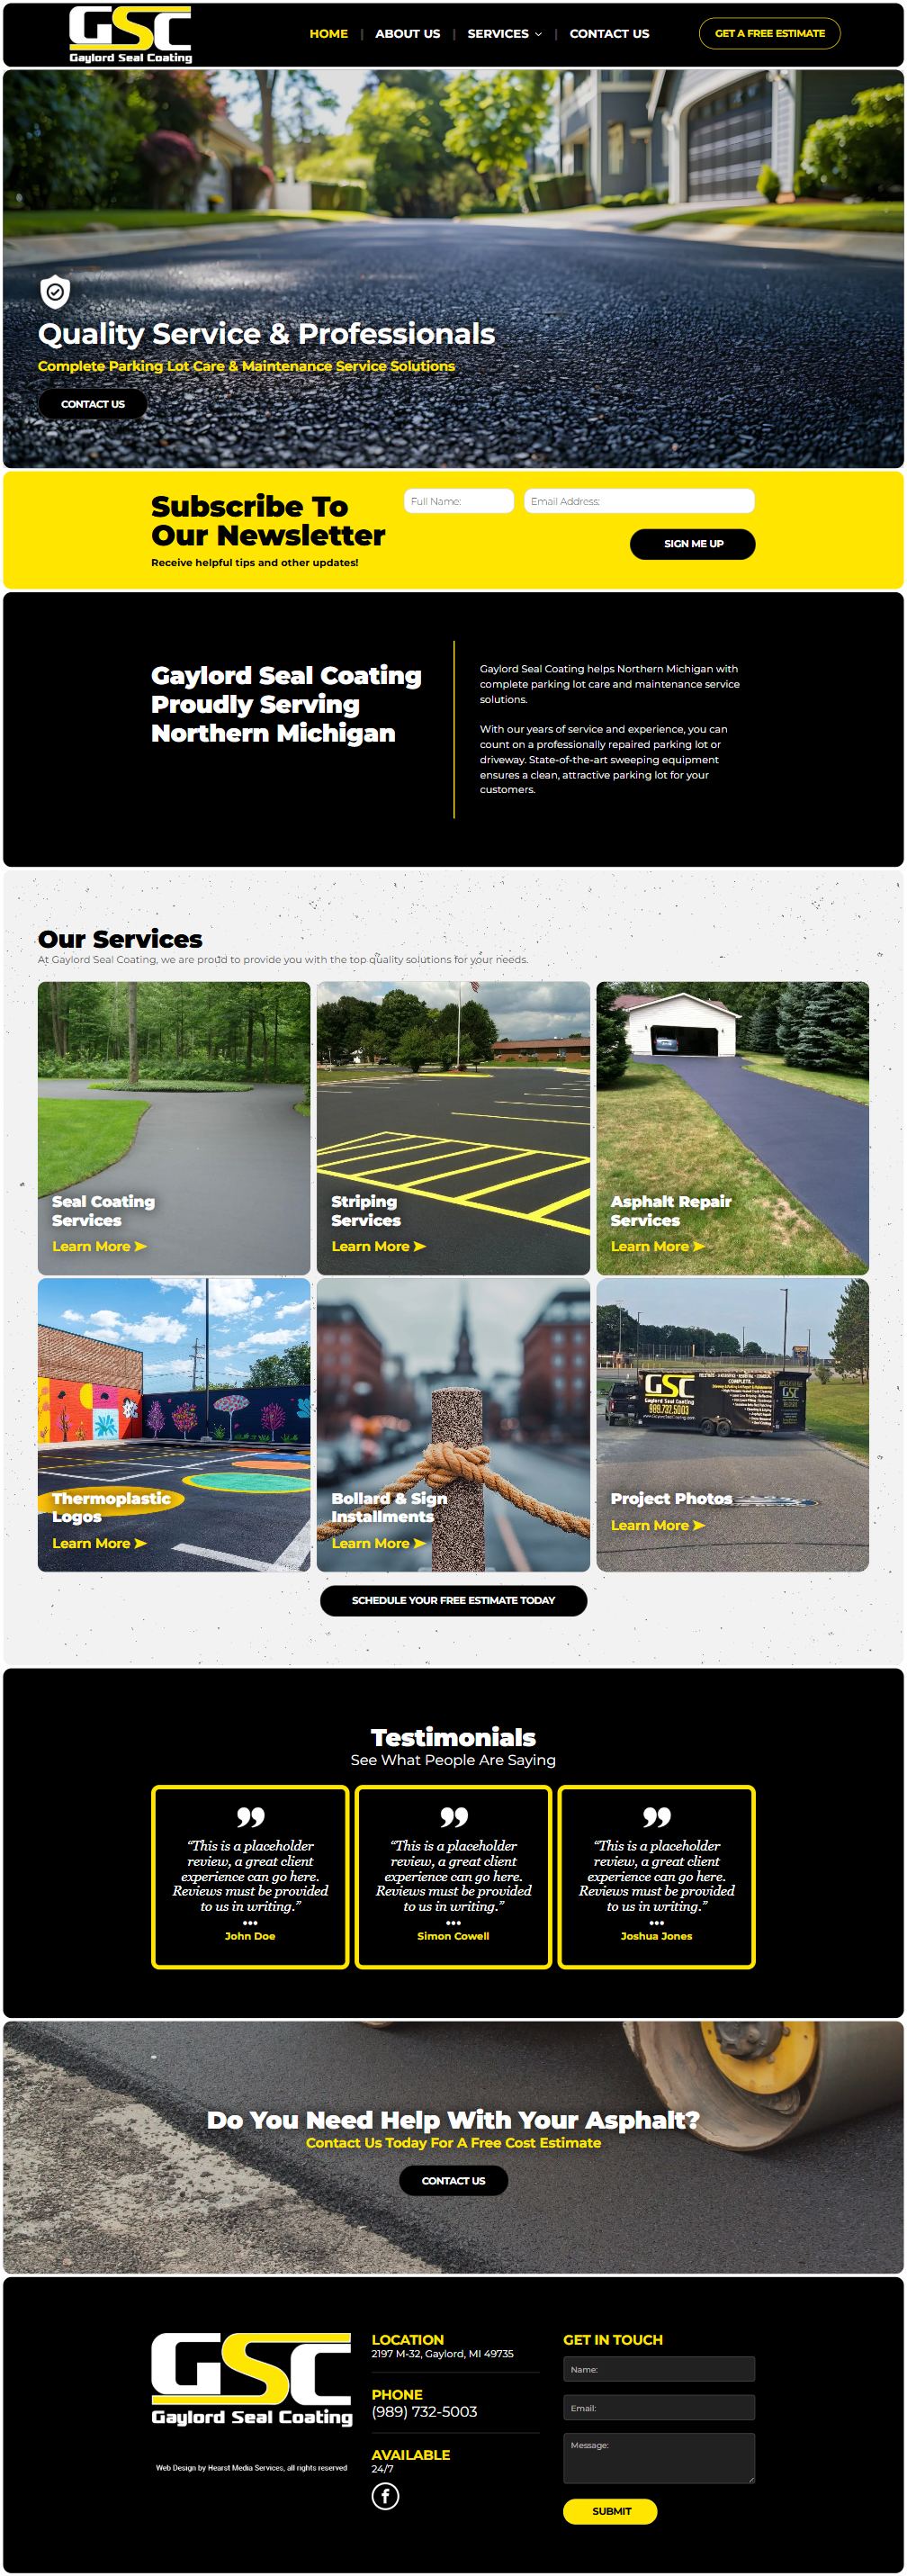 GSC
Gaylord Seal Coating
HOME | ABOUT US | SERVICES | CONTACT US
GET A FREE ESTIMATE
Quality Service & Professionals
Complete Parking Lot Care & Maintenance Service Solutions
CONTACT US
Subscribe To
Our Newsletter
Receive helpful tips and other updates!
Full Name:
Email Address:
SIGN ME UP
Gaylord Seal Coating
Proudly Serving
Northern Michigan
Gaylord Seal Coating helps Northern Michigan with
complete parking lot care and maintenance service
solutions.
With our years of service and experience, you can
count on a professionally repaired parking lot or
driveway. State-of-the-art sweeping equipment
ensures a clean, attractive parking lot for your
customers.
Our Services
At Gaylord Seal Coating, we are proud to provide you with the top quality solutions for your needs.
Seal Coating
Services
Learn More ➤
Striping
Services
Learn More ➤
Asphalt Repair
Services
Learn More ➤
Thermoplastic
Logos
Learn More ➤
Bollard & Sign
Installments
Learn More ➤
GSC
Gaylord Seal Coating
989.732.5003
GSC
Project Photos
Learn More ➤
SCHEDULE YOUR FREE ESTIMATE TODAY
Testimonials
See What People Are Saying
“This is a placeholder
review, a great client
experience can go here.
Reviews must be provided
to us in writing.”
John Doe
“This is a placeholder
review, a great client
experience can go here.
Reviews must be provided
to us in writing.”
Simon Cowell
“This is a placeholder
review, a great client
experience can go here.
Reviews must be provided
to us in writing.”
Joshua Jones
Do You Need Help With Your Asphalt?
Contact Us Today For A Free Cost Estimate
CONTACT US
GSC
Gaylord Seal Coating
Web Design by Hearst Media Services, all rights reserved
LOCATION
2197 M-32, Gaylord, MI 49735
PHONE
(989) 732-5003
AVAILABLE
24/7
GET IN TOUCH
Name:
Email:
Message:
SUBMIT